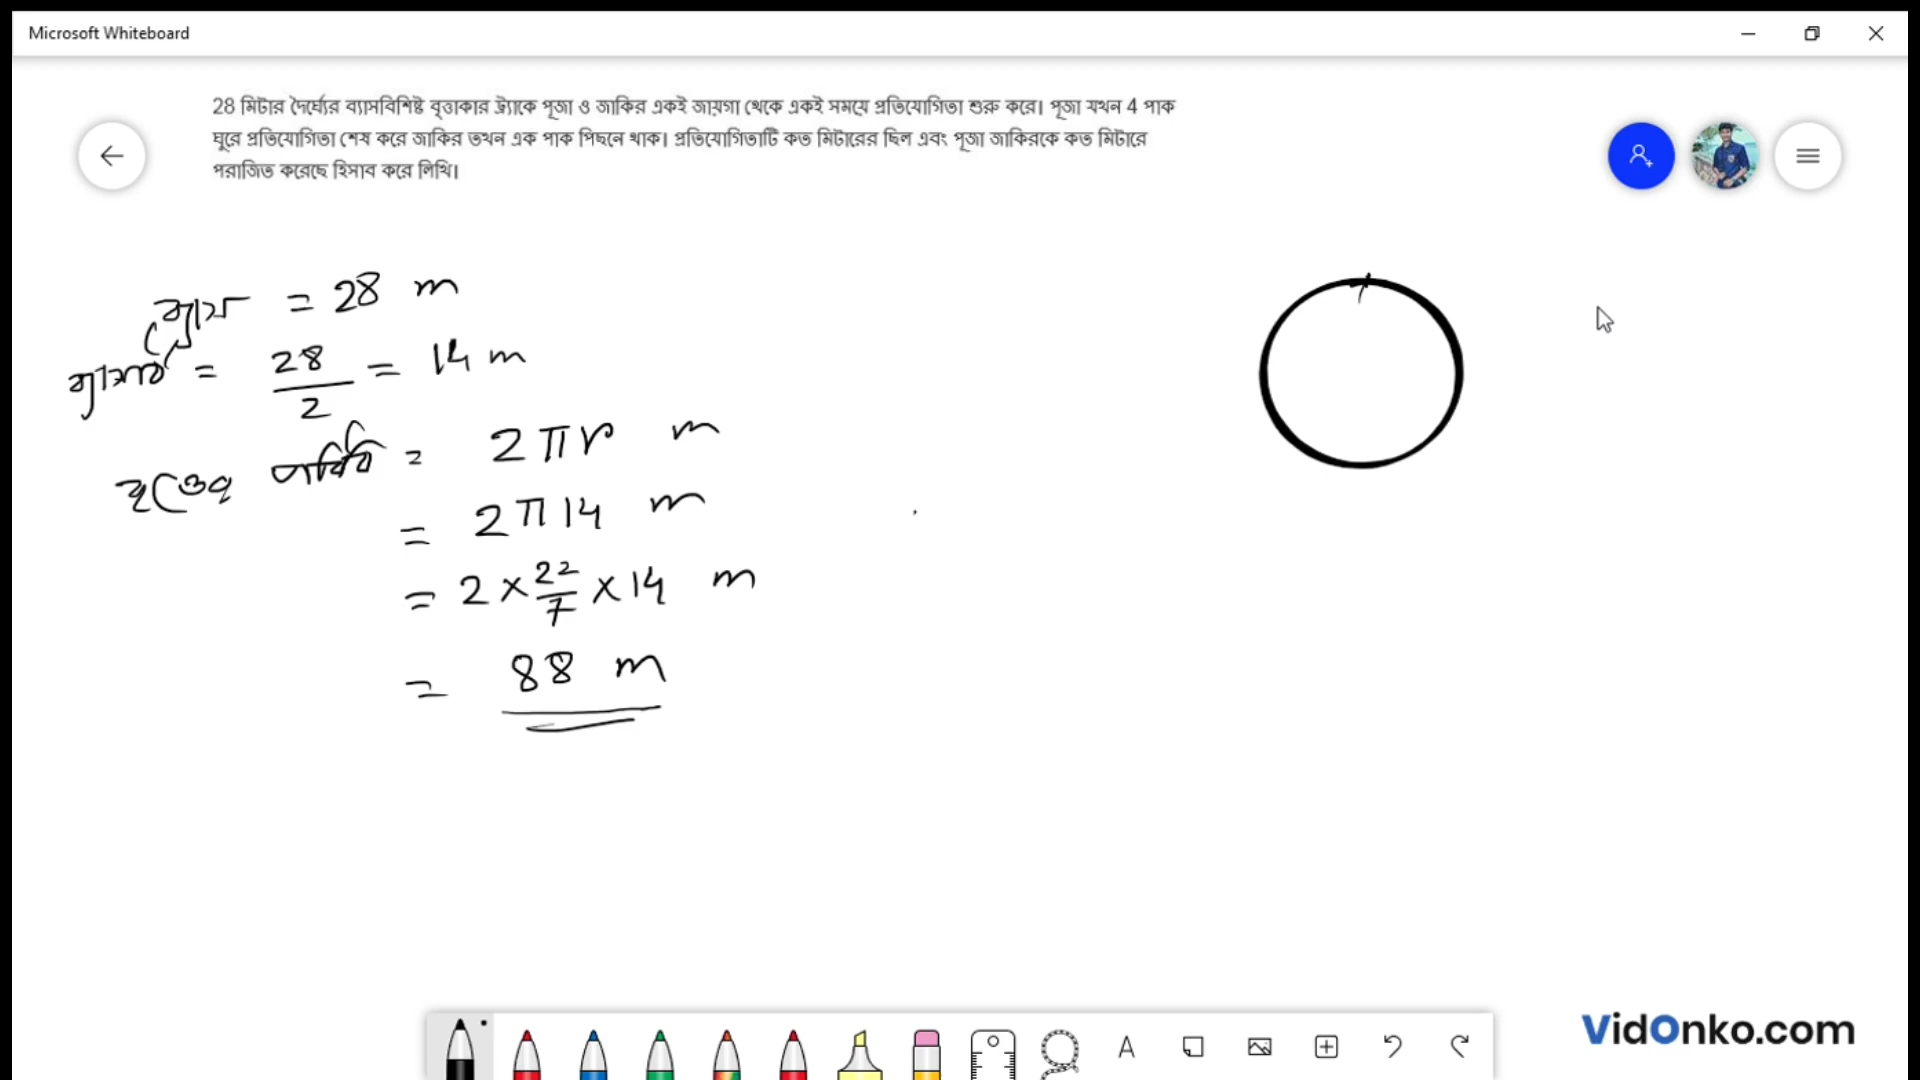 Microsoft Whiteboard
28 মিটার দৈর্ঘ্যের ব্যাসবিশিষ্ট বৃত্তাকার ট্র্যাকে পূজা ও জাকির একই জায়গা থেকে একই সময়ে প্রতিযোগিতা শুরু করে। পূজা যখন 4 পাক
ঘুরে প্রতিযোগিতা শেষ করে জাকির তখন এক পাক পিছনে থাক। প্রতিযোগিতাটি কত মিটারের ছিল এবং পূজা জাকিরকে কত মিটারে
পরাজিত করেছে হিসাব করে লিখি।
ব্যাস = 28 m
ব্যাসার্ধ = 28/2 = 14 m
বৃত্তের পরিধি = 2πr m
= 2π14 m
= 2 × 22/7 × 14 m
= 88 m
VidOnko.com